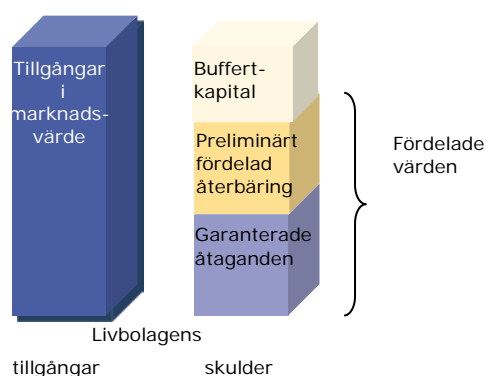 Tillgångar
i
marknads-
värde
Buffert-
kapital
Preliminärt
fördelad
återbäring
Garanterade
åtaganden
Fördelade
värden
Livbolagens
tillgångar
skulder